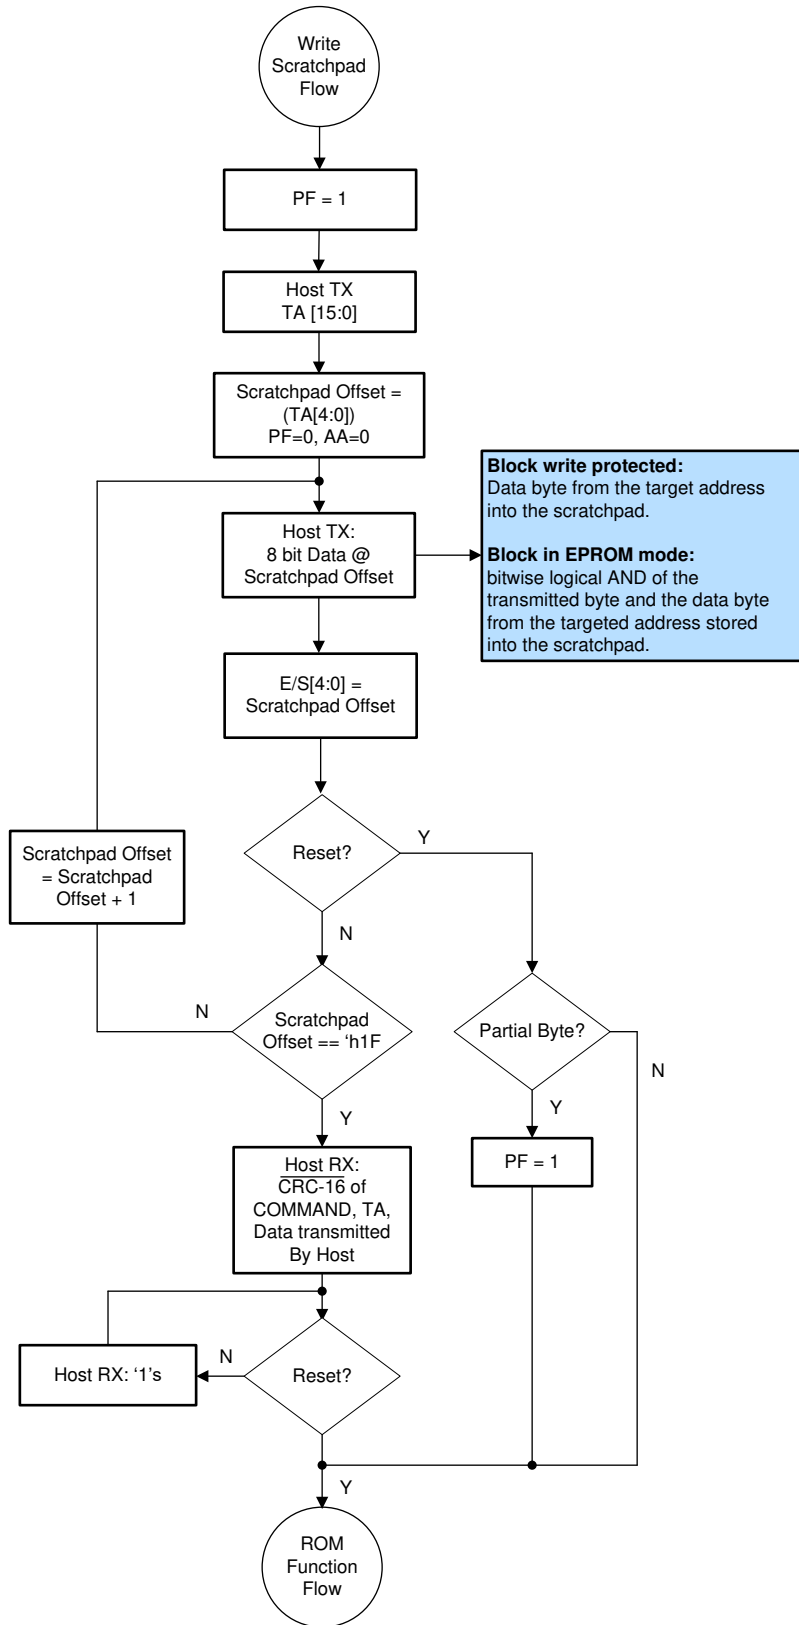 Write
Scratchpad
Flow
PF = 1
Host TX
TA [15:0]
Scratchpad Offset =
(TA[4:0])
PF=0, AA=0
Host TX:
8 bit Data @
Scratchpad Offset
Block write protected:
Data byte from the target address
into the scratchpad.
Block in EPROM mode:
bitwise logical AND of the
transmitted byte and the data byte
from the targeted address stored
into the scratchpad.
E/S[4:0] =
Scratchpad Offset
Reset?
Y
N
Scratchpad Offset
= Scratchpad
Offset + 1
Scratchpad
Offset == ‘h1F
N
Y
Partial Byte?
N
Y
PF = 1
Host RX:
CRC-16 of
COMMAND, TA,
Data transmitted
By Host
Reset?
N
Host RX: ‘1’s
Y
ROM
Function
Flow